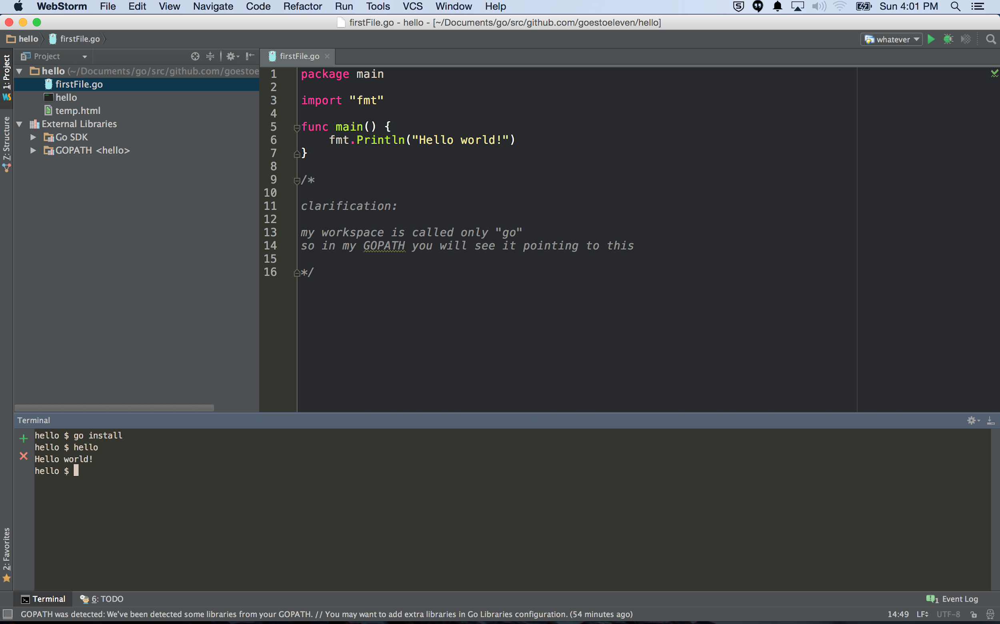 WebStorm File Edit View Navigate Code Refactor Run Tools VCS Window Help Sun 4:01 PM
firstFile.go - hello - [~/Documents/go/src/github.com/goestoeleven/hello]
hello firstFile.go whatever
1: Project
Z: Structure
2: Favorites
Project
hello (~/Documents/go/src/github.com/goestoe
firstFile.go
hello
temp.html
External Libraries
Go SDK
GOPATH <hello>
firstFile.go
1 package main
2
3 import "fmt"
4
5 func main() {
6 fmt.Println("Hello world!")
7 }
8
9 /*
10
11 clarification:
12
13 my workspace is called only "go"
14 so in my GOPATH you will see it pointing to this
15
16 */
Terminal
hello $ go install
hello $ hello
Hello world!
hello $
Terminal 6: TODO 1 Event Log
GOPATH was detected: We've been detected some libraries from your GOPATH. // You may want to add extra libraries in Go Libraries configuration. (54 minutes ago) 14:49 LF UTF-8